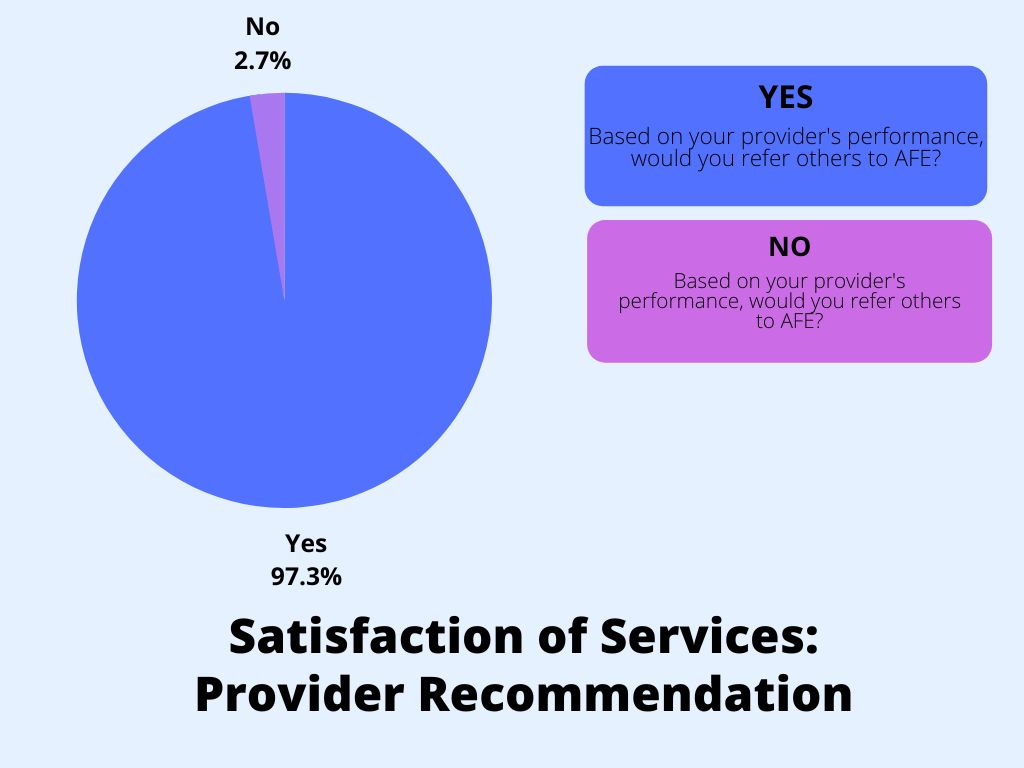 No
2.7%
YES
Based on your provider's performance,
would you refer others to AFE?
NO
Based on your provider's
performance, would you refer others
to AFE?
Yes
97.3%
Satisfaction of Services:
Provider Recommendation